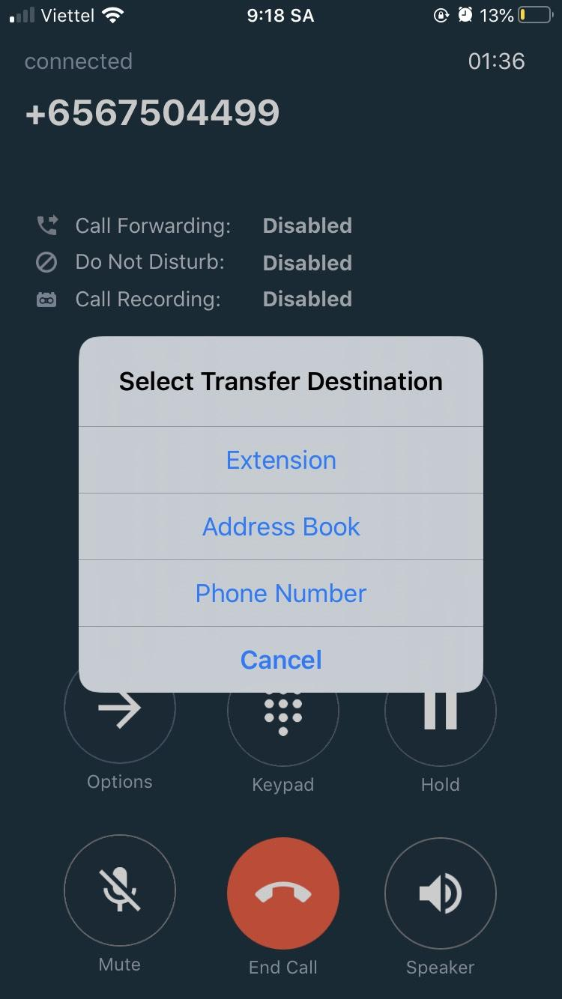 Viettel 9:18 SA 13%
connected 01:36
+6567504499
Call Forwarding: Disabled
Do Not Disturb: Disabled
Call Recording: Disabled
Select Transfer Destination
Extension
Address Book
Phone Number
Cancel
Options Keypad Hold
Mute End Call Speaker